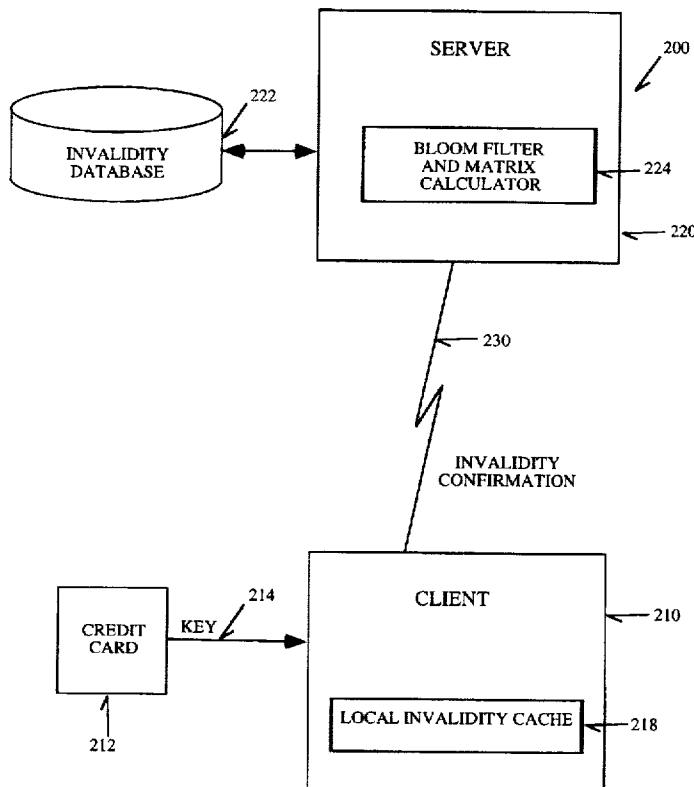 SERVER
200
222
INVALIDITY
DATABASE
BLOOM FILTER
AND MATRIX
CALCULATOR
224
220
230
INVALIDITY
CONFIRMATION
CLIENT
210
214
KEY
CREDIT
CARD
212
LOCAL INVALIDITY CACHE
218